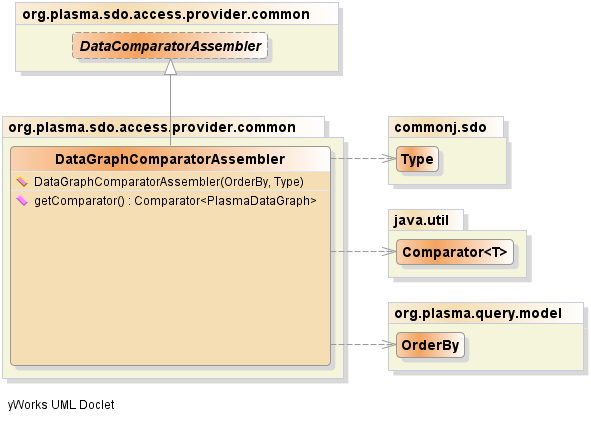 org.plasma.sdo.access.provider.common
DataComparatorAssembler
org.plasma.sdo.access.provider.common
DataGraphComparatorAssembler
DataGraphComparatorAssembler(OrderBy, Type)
getComparator() : Comparator<PlasmaDataGraph>
commonj.sdo
Type
java.util
Comparator<T>
org.plasma.query.model
OrderBy
yWorks UML Doclet